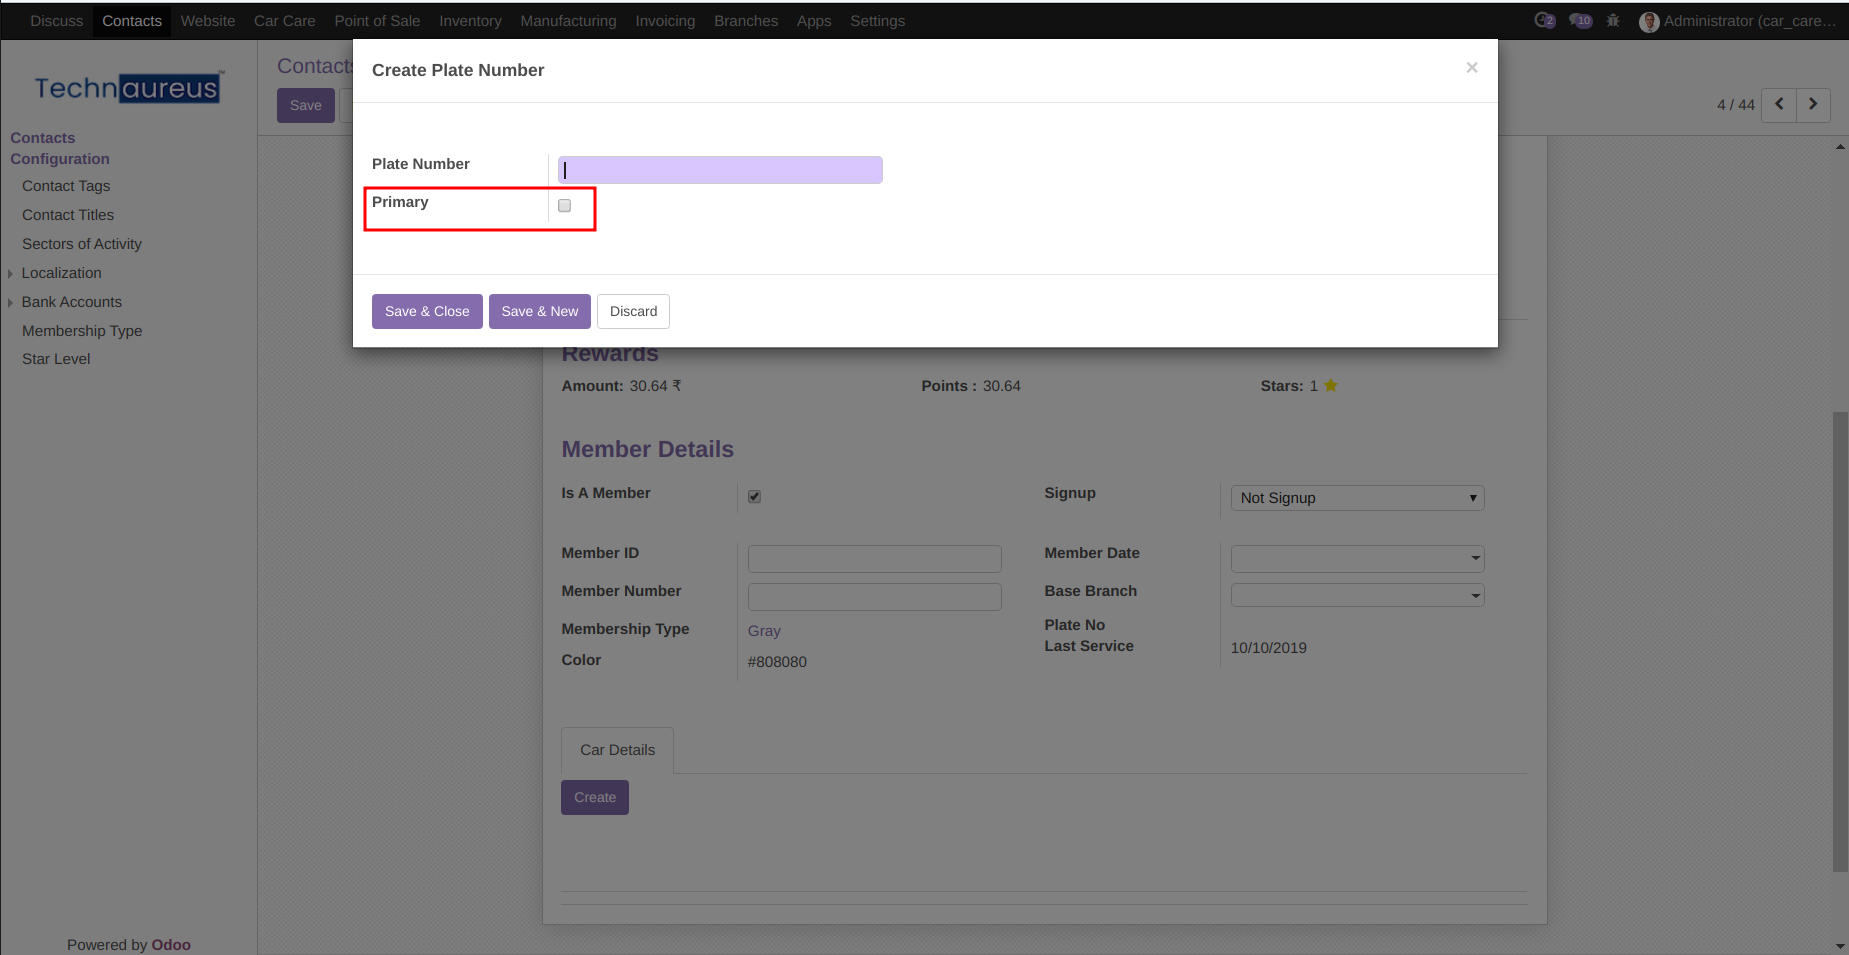 Discuss Contacts Website Car Care Point of Sale Inventory Manufacturing Invoicing Branches Apps Settings 2 10 Administrator (car_care…
Technaureus™
Contacts
Configuration
Contact Tags
Contact Titles
Sectors of Activity
Localization
Bank Accounts
Membership Type
Star Level
Powered by Odoo
Contacts
Save
4 / 44
Create Plate Number ×
Plate Number
Primary
Save & Close Save & New Discard
Rewards
Amount: 30.64 ₹ Points : 30.64 Stars: 1
Member Details
Is A Member Signup Not Signup
Member ID Member Date
Member Number Base Branch
Membership Type Gray Plate No
Last Service 10/10/2019
Color #808080
Car Details
Create